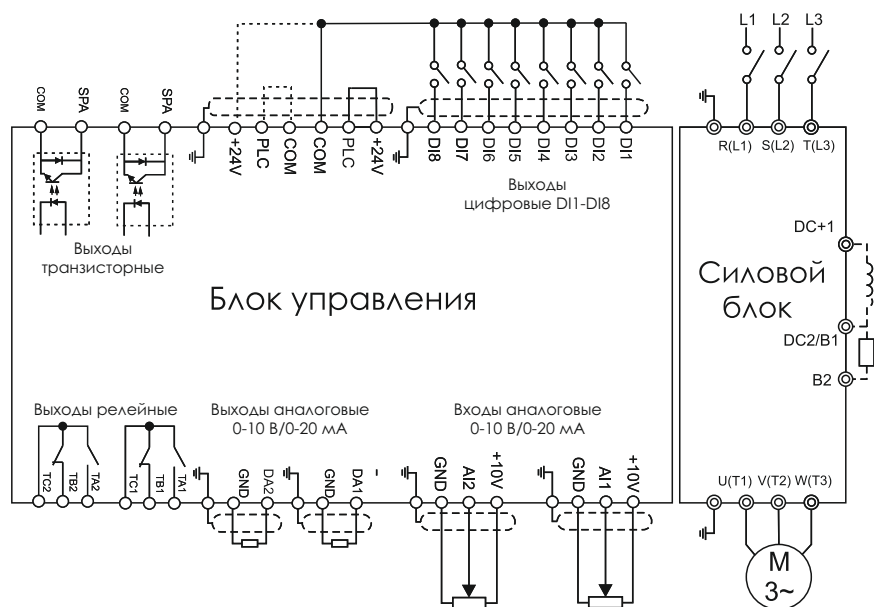 L1 L2 L3
COM SPA COM SPA
+24V PLC COM COM PLC +24V DI8 DI7 DI6 DI5 DI4 DI3 DI2 DI1
R(L1) S(L2) T(L3)
Выходы
цифровые DI1-DI8
Выходы
транзисторные
DC+1
Силовой
блок
Блок управления
DC2/B1
B2
Выходы релейные
Выходы аналоговые
0-10 В/0-20 мА
Входы аналоговые
0-10 В/0-20 мА
TC2 TB2 TA2 TC1 TB1 TA1 GND DA2 GND DA1 GND AI2 +10V GND AI1 +10V
U(T1) V(T2) W(T3)
M
3~